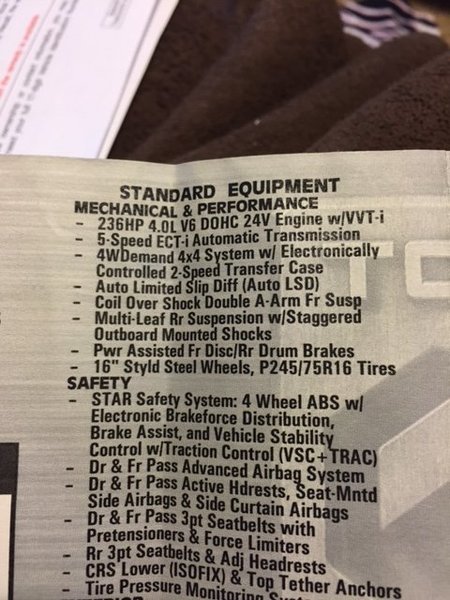 STANDARD EQUIPMENT
MECHANICAL & PERFORMANCE
- 236HP 4.0L V6 DOHC 24V Engine w/VVT-i
- 5-Speed ECT-i Automatic Transmission
- 4WDemand 4x4 System w/ Electronically
Controlled 2-Speed Transfer Case
- Auto Limited Slip Diff (Auto LSD)
- Coil Over Shock Double A-Arm Fr Susp
- Multi-Leaf Rr Suspension w/Staggered
Outboard Mounted Shocks
- Pwr Assisted Fr Disc/Rr Drum Brakes
- 16" Styld Steel Wheels, P245/75R16 Tires
SAFETY
- STAR Safety System: 4 Wheel ABS w/
Electronic Brakeforce Distribution,
Brake Assist, and Vehicle Stability
Control w/Traction Control (VSC+TRAC)
- Dr & Fr Pass Advanced Airbag System
- Dr & Fr Pass Active Hdrests, Seat-Mntd
Side Airbags & Side Curtain Airbags
- Dr & Fr Pass 3pt Seatbelts with
Pretensioners & Force Limiters
- Rr 3pt Seatbelts & Adj Headrests
- CRS Lower (ISOFIX) & Top Tether Anchors
- Tire Pressure Monitoring System